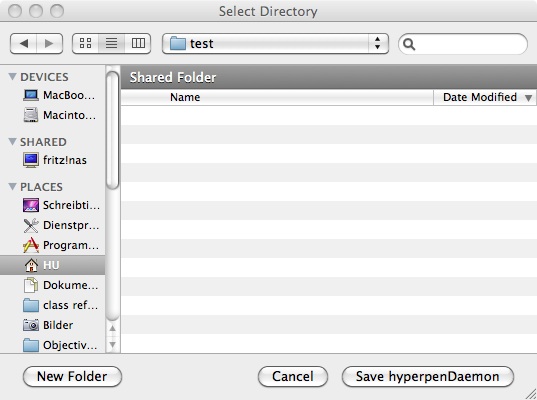 Select Directory
test
DEVICES
MacBoo...
Macinto...
SHARED
fritz!nas
PLACES
Schreibti...
Dienstpr...
Program...
HU
Dokume...
class ref...
Bilder
Objectiv...
Shared Folder
Name Date Modified
New Folder Cancel Save hyperpenDaemon